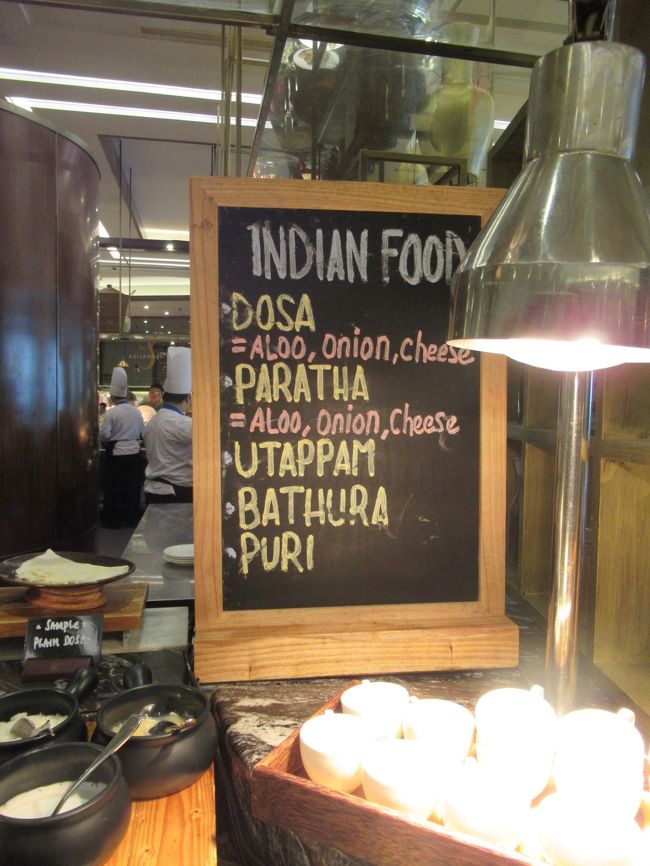 INDIAN FOOD
DOSA
= ALOO, Onion, Cheese
PARATHA
= ALOO, Onion, Cheese
UTAPPAM
BATHURA
PURI
= SAMPLE =
PLAIN DOSA